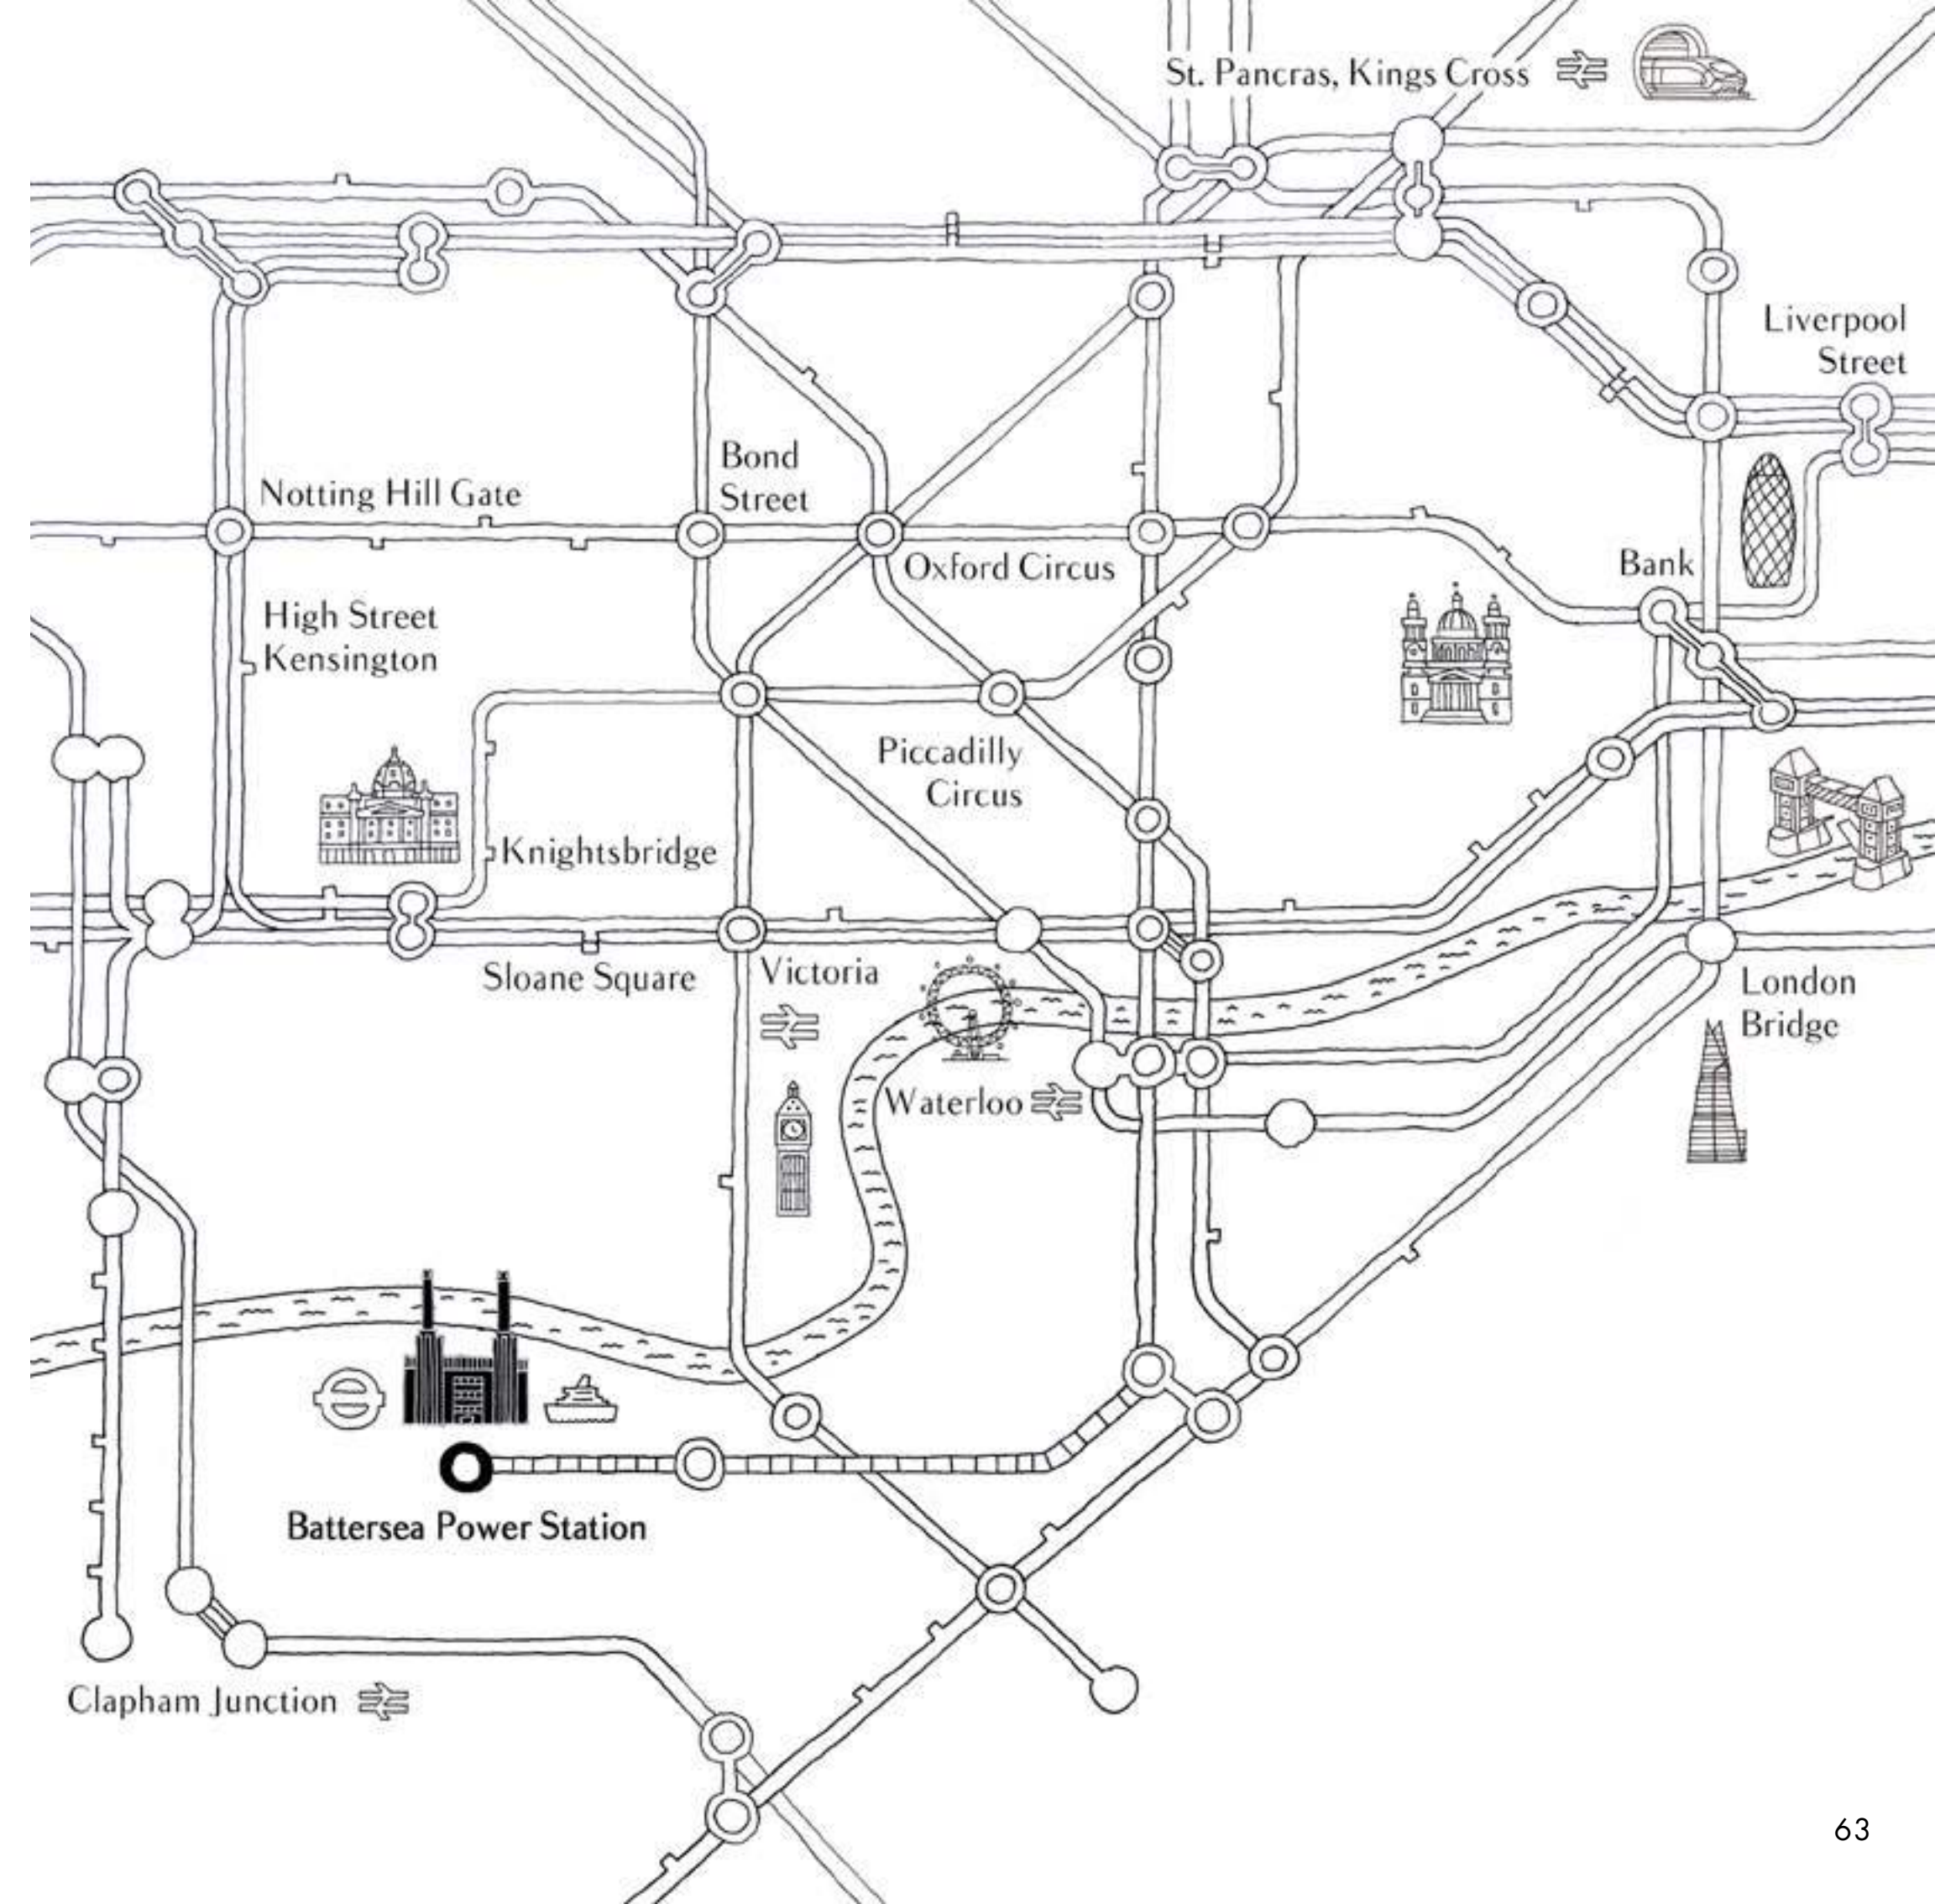 St. Pancras, Kings Cross
Liverpool
Street
Bond
Street
Notting Hill Gate
Oxford Circus
Bank
High Street
Kensington
Piccadilly
Circus
Knightsbridge
Sloane Square
Victoria
London
Bridge
Waterloo
Battersea Power Station
Clapham Junction
63